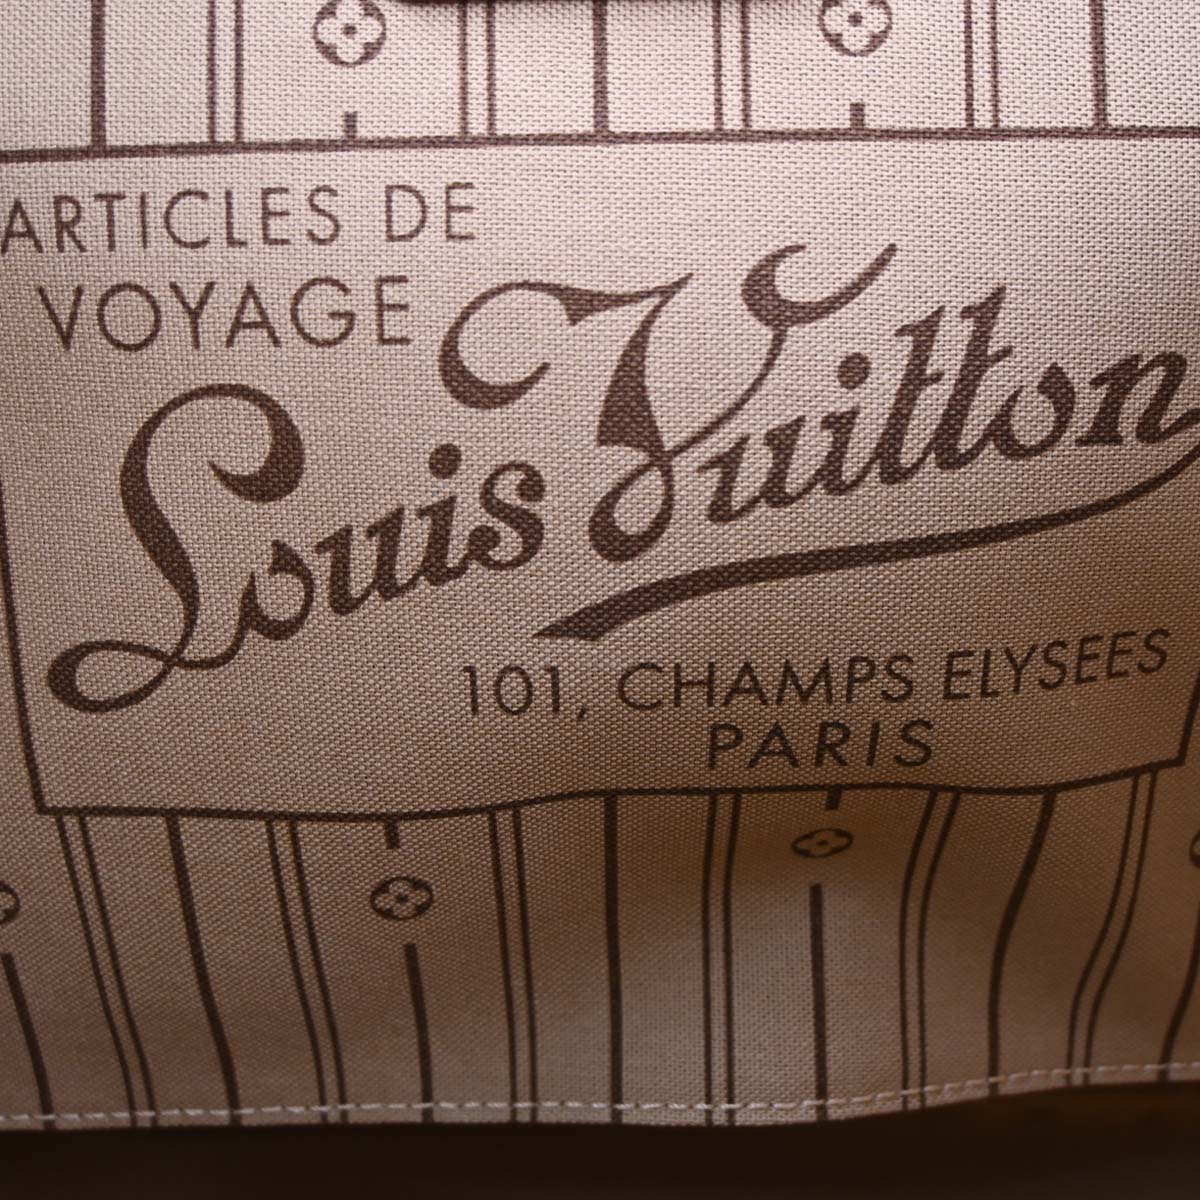 ARTICLES DE
VOYAGE
Louis Vuitton
101, CHAMPS ELYSEES
PARIS